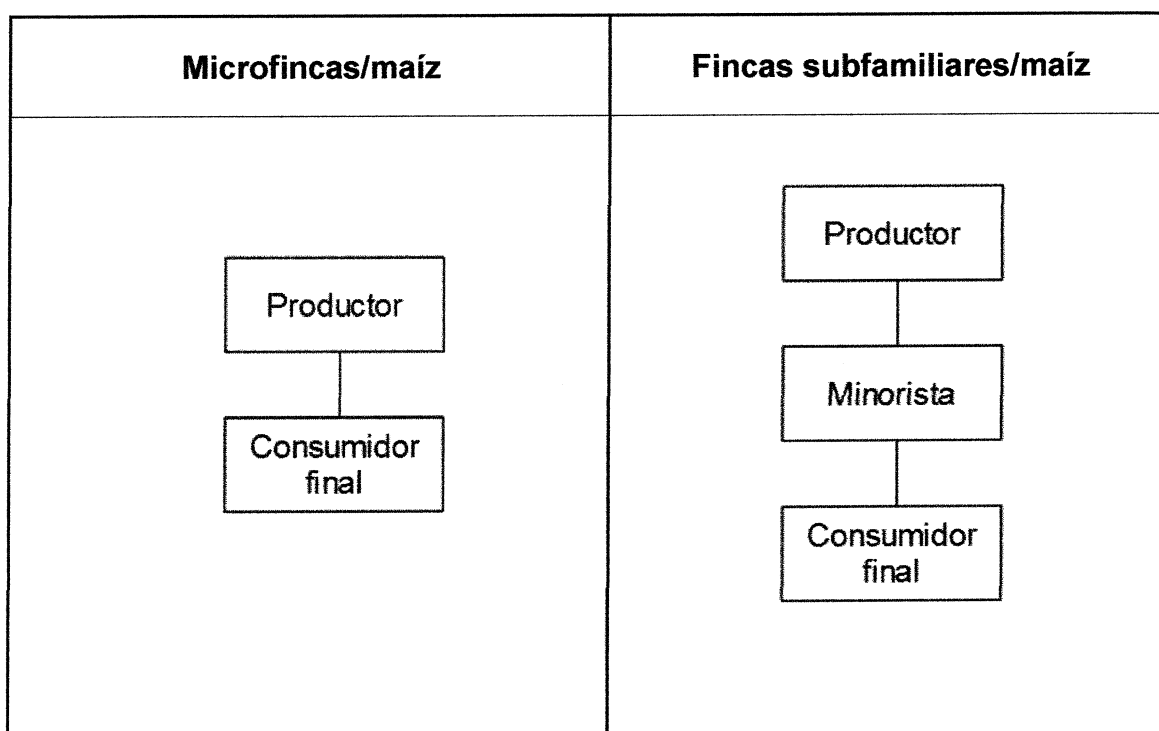 Microfincas/maíz
Fincas subfamiliares/maíz
Productor
Consumidor
final
Productor
Minorista
Consumidor
final